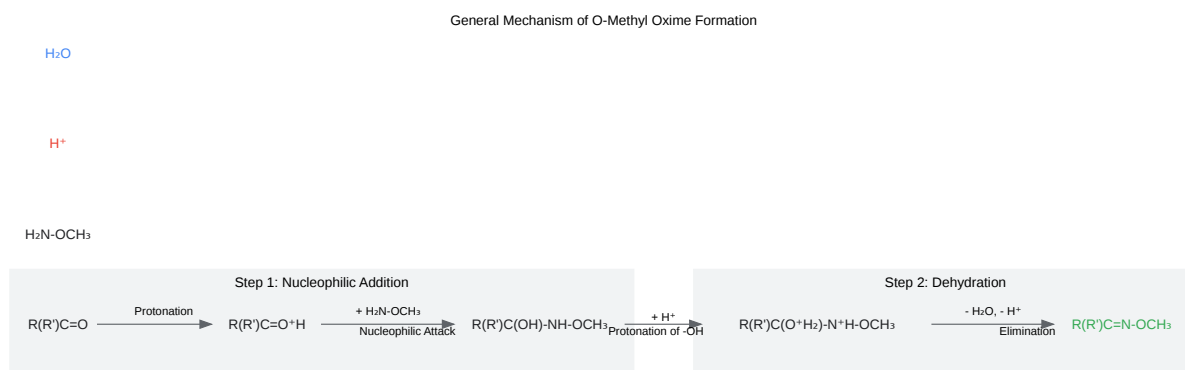 General Mechanism of O-Methyl Oxime Formation
H₂O
H⁺
H₂N-OCH₃
Step 1: Nucleophilic Addition
Step 2: Dehydration
R(R')C=O
Protonation
R(R')C=O⁺H
+ H₂N-OCH₃
Nucleophilic Attack
R(R')C(OH)-NH-OCH₃
+ H⁺
Protonation of -OH
R(R')C(O⁺H₂)-N⁺H-OCH₃
- H₂O, - H⁺
Elimination
R(R')C=N-OCH₃